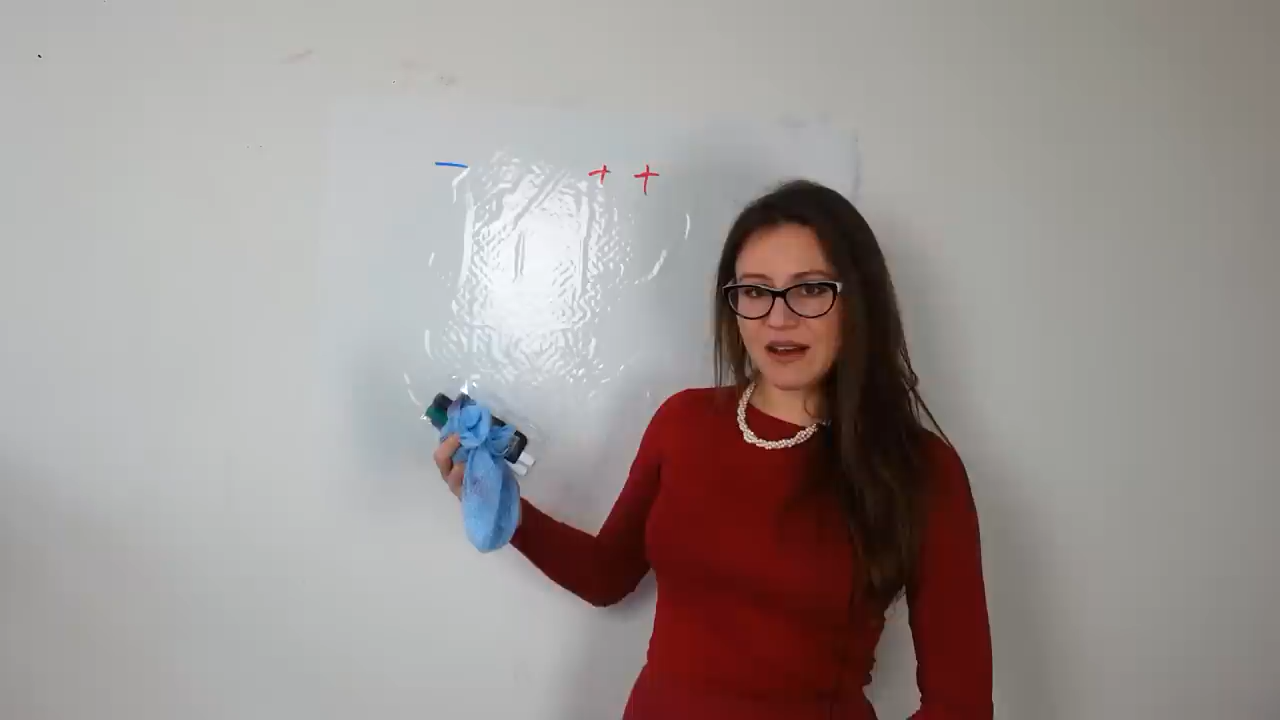 − + +